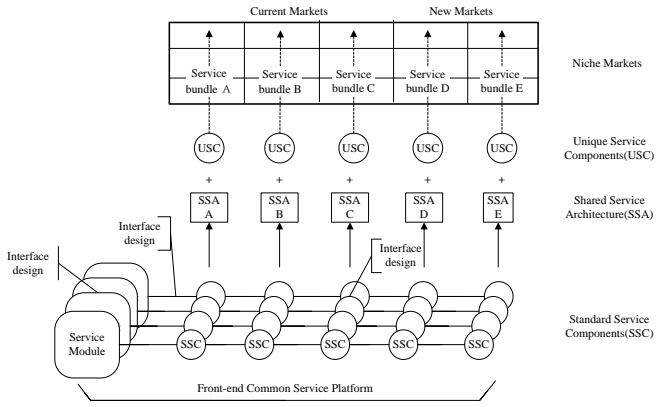 Current Markets
New Markets
Service bundle A
Service bundle B
Service bundle C
Service bundle D
Service bundle E
Niche Markets
USC
USC
USC
USC
USC
Unique Service
Components(USC)
+
+
+
+
+
SSA A
SSA B
SSA C
SSA D
SSA E
Shared Service
Architecture(SSA)
Interface
design
Interface
design
Interface
design
Service
Module
SSC
SSC
SSC
SSC
SSC
Standard Service
Components(SSC)
Front-end Common Service Platform